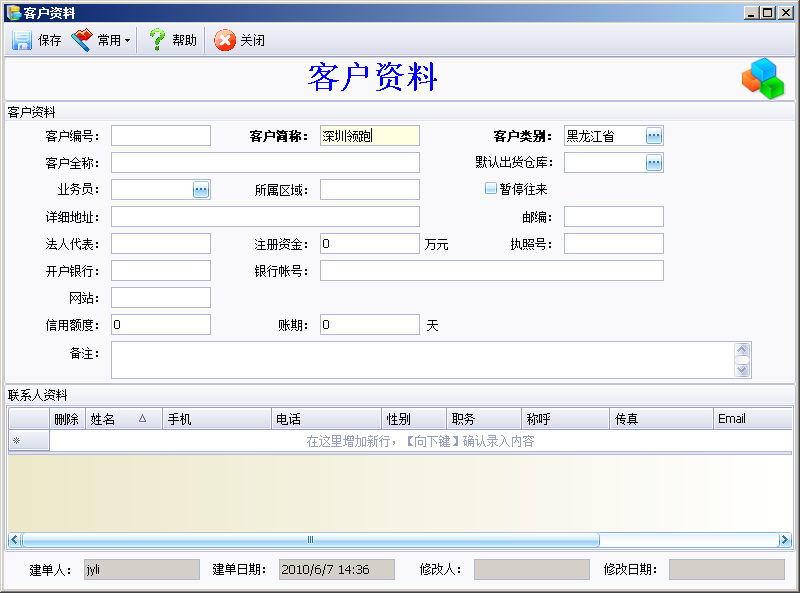 客户资料
保存 常用 帮助 关闭
客户资料
客户资料
客户编号： 客户简称： 深圳领跑 客户类别： 黑龙江省
客户全称： 默认出货仓库：
业务员： 所属区域： 暂停往来
详细地址： 邮编：
法人代表： 注册资金： 0 万元 执照号：
开户银行： 银行帐号：
网站：
信用额度： 0 账期： 0 天
备注：
联系人资料
删除 姓名 手机 电话 性别 职务 称呼 传真 Email
在这里增加新行，【向下键】确认录入内容
建单人： jyli 建单日期： 2010/6/7 14:36 修改人： 修改日期：